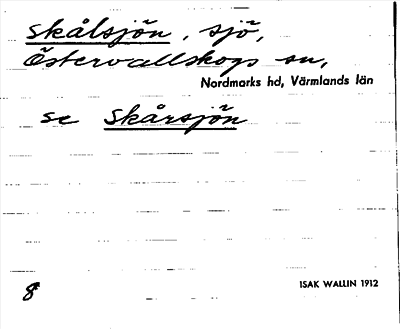 Skålsjön, sjö,
Östervallskogs sn,
Nordmarks hd, Värmlands län
se Skårsjön
8
ISAK WALLIN 1912